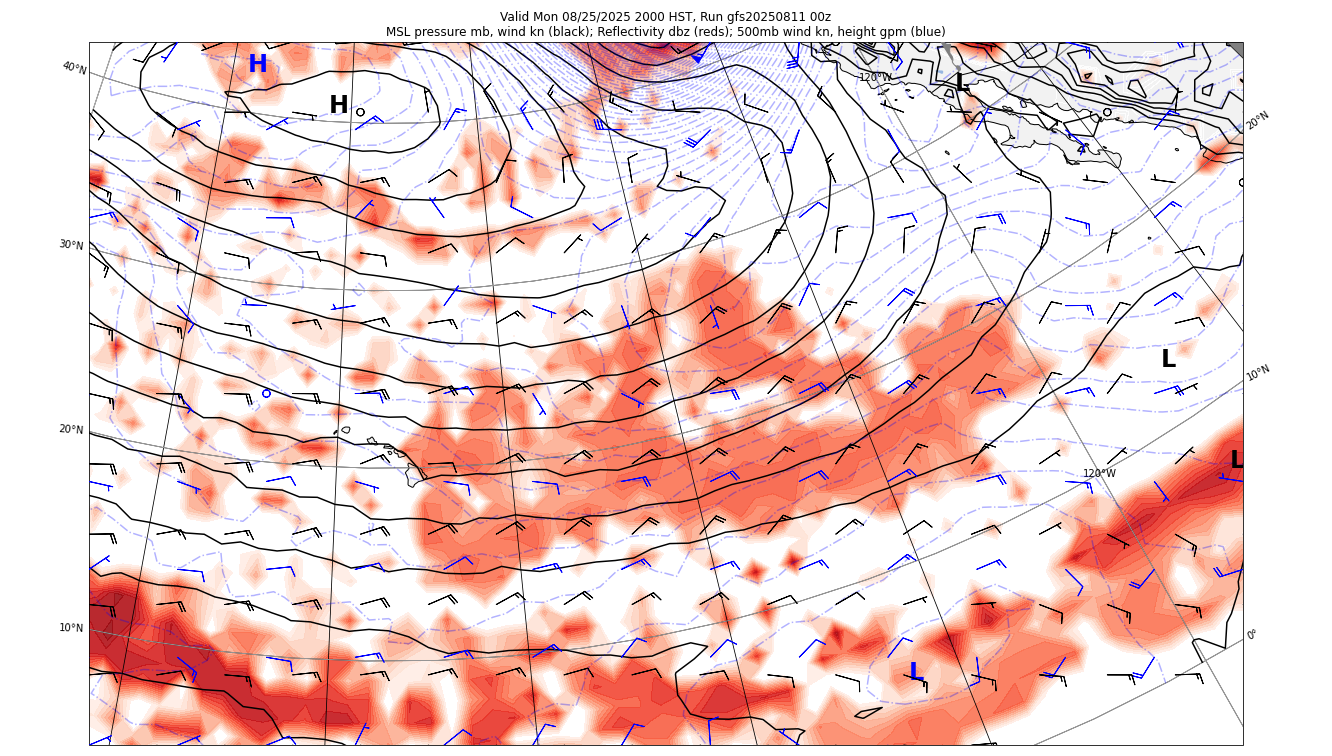 Valid Mon 08/25/2025 2000 HST, Run gfs20250811 00z
MSL pressure mb, wind kn (black); Reflectivity dbz (reds); 500mb wind kn, height gpm (blue)
H
40°N
120°W
L
H
20°N
30°N
L
10°N
20°N
L
120°W
10°N
0°
L